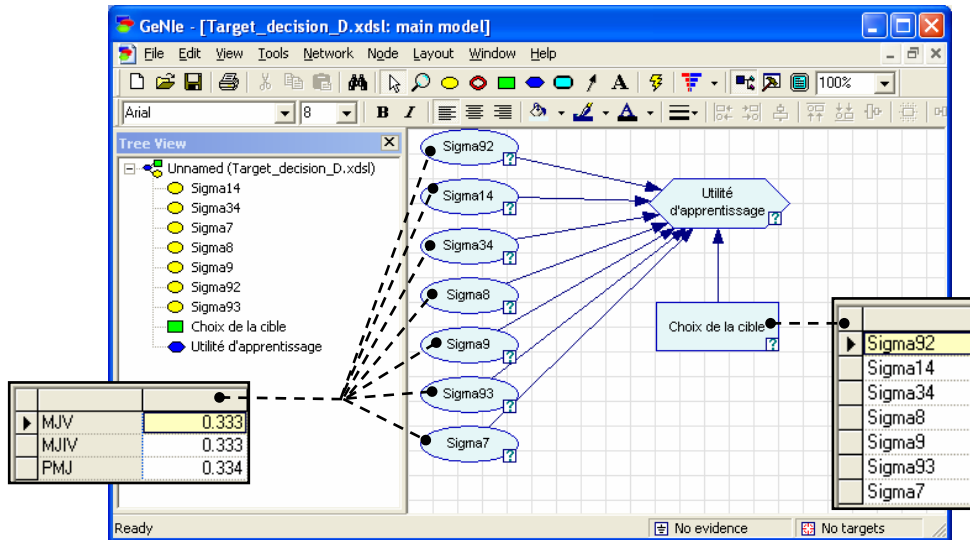 GeNIe - [Target_decision_D.xdsl: main model]
File Edit View Tools Network Node Layout Window Help
A 100%
Arial 8 B I A
Tree View
Unnamed (Target_decision_D.xdsl)
Sigma14
Sigma34
Sigma7
Sigma8
Sigma9
Sigma92
Sigma93
Choix de la cible
Utilité d'apprentissage
Sigma92 ?
Sigma14 ?
Sigma34 ?
Sigma8 ?
Sigma9 ?
Sigma93 ?
Sigma7 ?
Utilité
d'apprentissage ?
Choix de la cible
?
MJV 0.333
MJIV 0.333
PMJ 0.334
Sigma92
Sigma14
Sigma34
Sigma8
Sigma9
Sigma93
Sigma7
Ready No evidence No targets